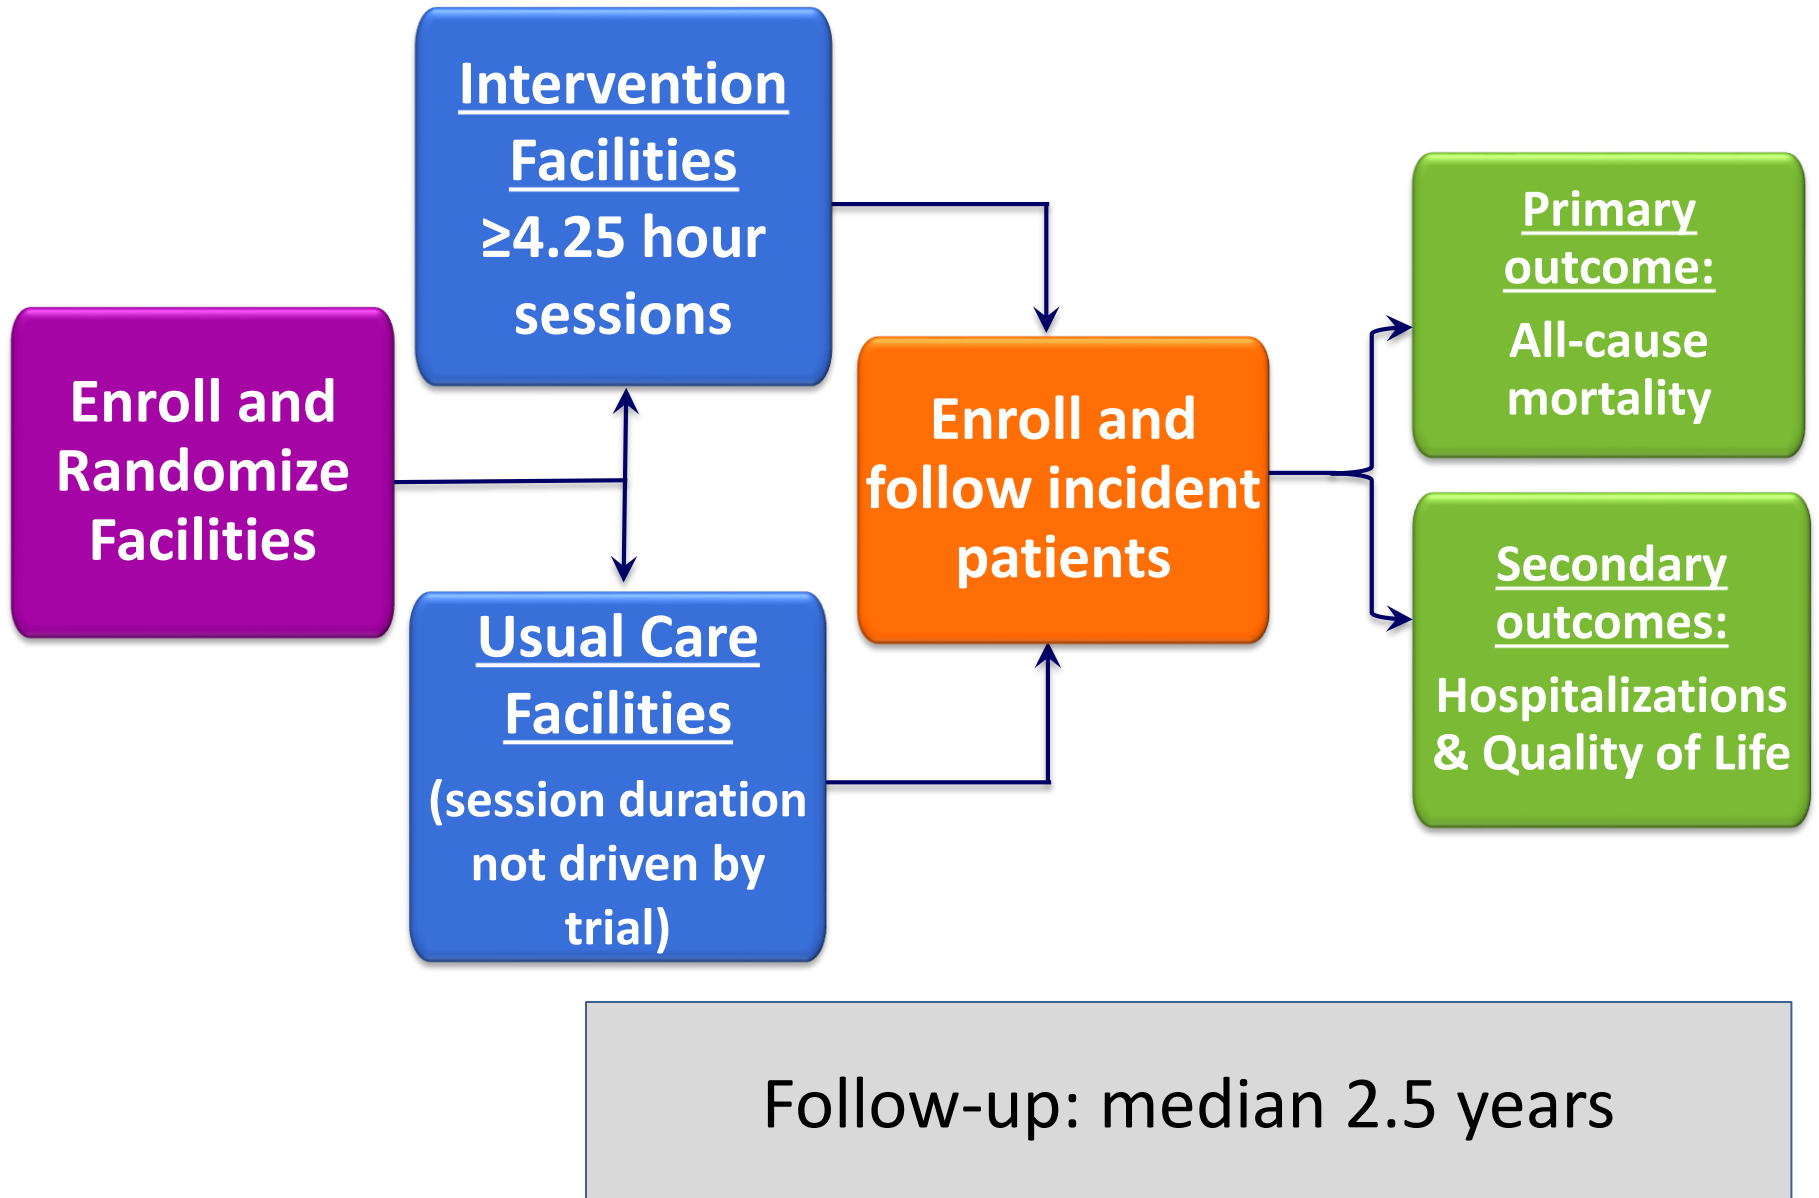 Enroll and
Randomize
Facilities
Intervention
Facilities
≥4.25 hour
sessions
Usual Care
Facilities
(session duration
not driven by
trial)
Enroll and
follow incident
patients
Primary
outcome:
All-cause
mortality
Secondary
outcomes:
Hospitalizations
& Quality of Life
Follow-up: median 2.5 years